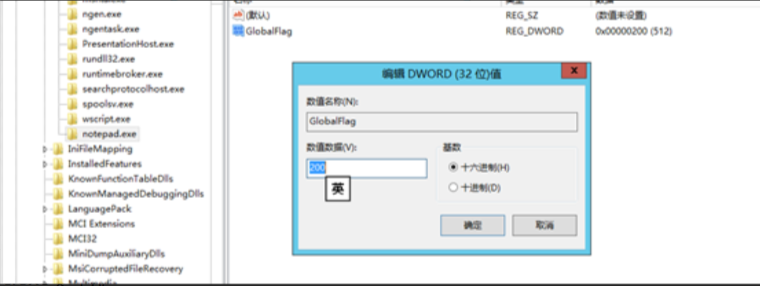 ngen.exe
ngentask.exe
PresentationHost.exe
rundll32.exe
runtimebroker.exe
searchprotocolhost.exe
spoolsv.exe
wscript.exe
notepad.exe
IniFileMapping
InstalledFeatures
KnownFunctionTableDlls
KnownManagedDebuggingDlls
LanguagePack
MCI Extensions
MCI32
MiniDumpAuxiliaryDlls
MsiCorruptedFileRecovery
(默认) REG_SZ (数值未设置)
GlobalFlag REG_DWORD 0x00000200 (512)
编辑 DWORD (32 位)值
数值名称(N):
GlobalFlag
数值数据(V):
200
英
基数
十六进制(H)
十进制(D)
确定
取消